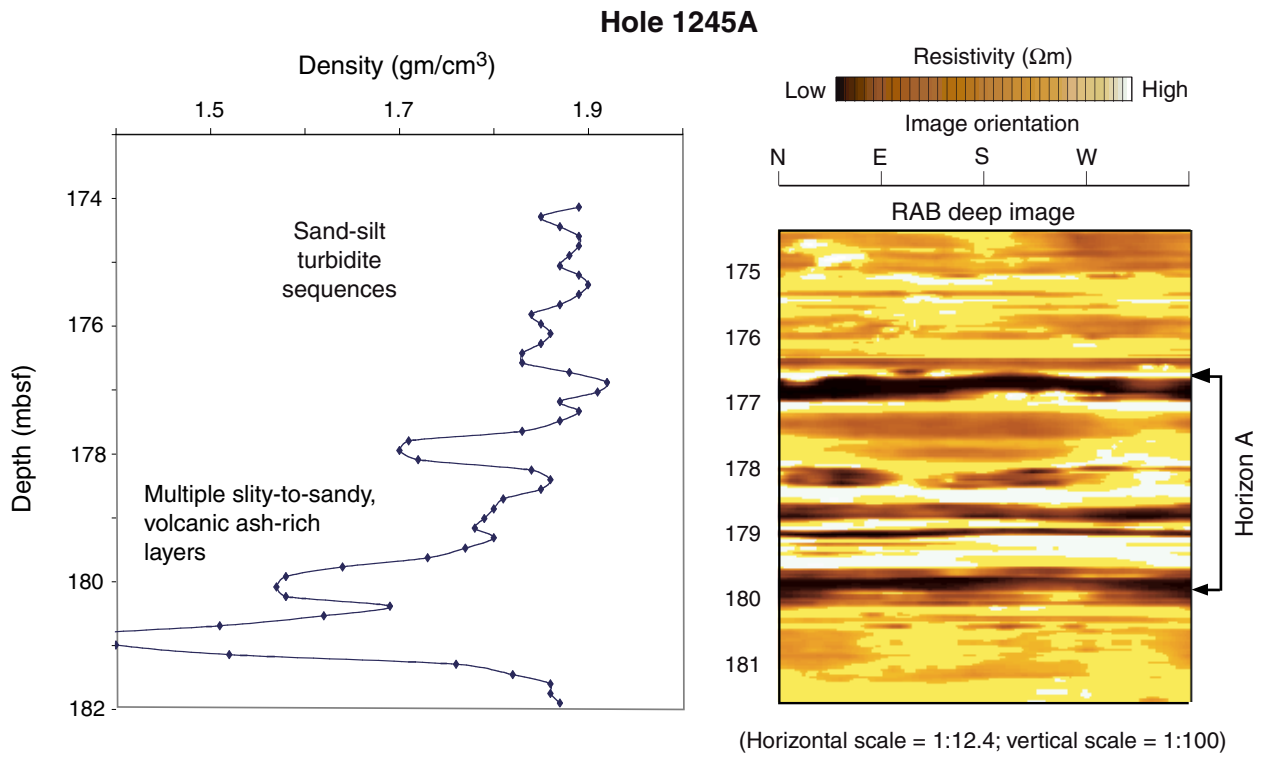 Hole 1245A
Density (gm/cm³)
1.5 1.7 1.9
Depth (mbsf)
174
176
178
180
182
Sand-silt
turbidite
sequences
Multiple slity-to-sandy,
volcanic ash-rich
layers
Resistivity (Ωm)
Low High
Image orientation
N E S W
RAB deep image
175
176
177
178
179
180
181
Horizon A
(Horizontal scale = 1:12.4; vertical scale = 1:100)